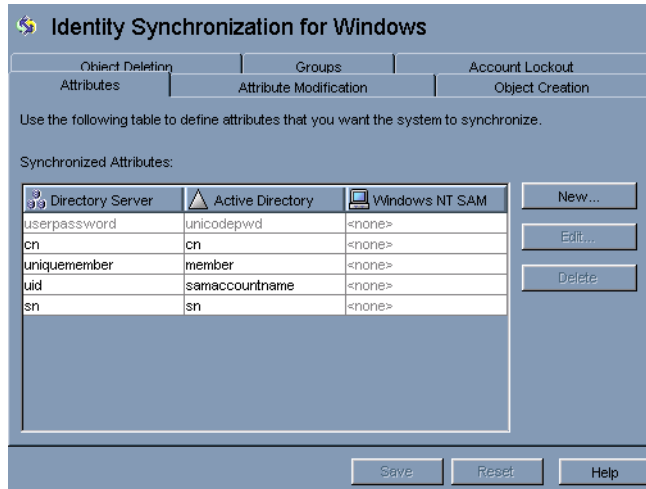 Identity Synchronization for Windows
Object Deletion Groups Account Lockout
Attributes Attribute Modification Object Creation
Use the following table to define attributes that you want the system to synchronize.
Synchronized Attributes:
Directory Server Active Directory Windows NT SAM New...
userpassword unicodepwd <none>
cn cn <none> Edit...
uniquemember member <none>
uid samaccountname <none> Delete
sn sn <none>
Save Reset Help